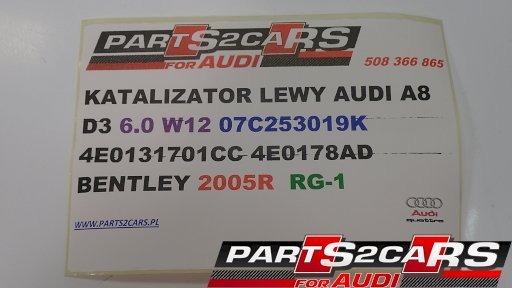 PARTS2CARS
FOR AUDI
508 366 865
KATALIZATOR LEWY AUDI A8
D3 6.0 W12 07C253019K
4E0131701CC 4E0178AD
BENTLEY 2005R RG-1
WWW.PARTS2CARS.PL
Audi
quattro
PARTS2CARS
FOR AUDI